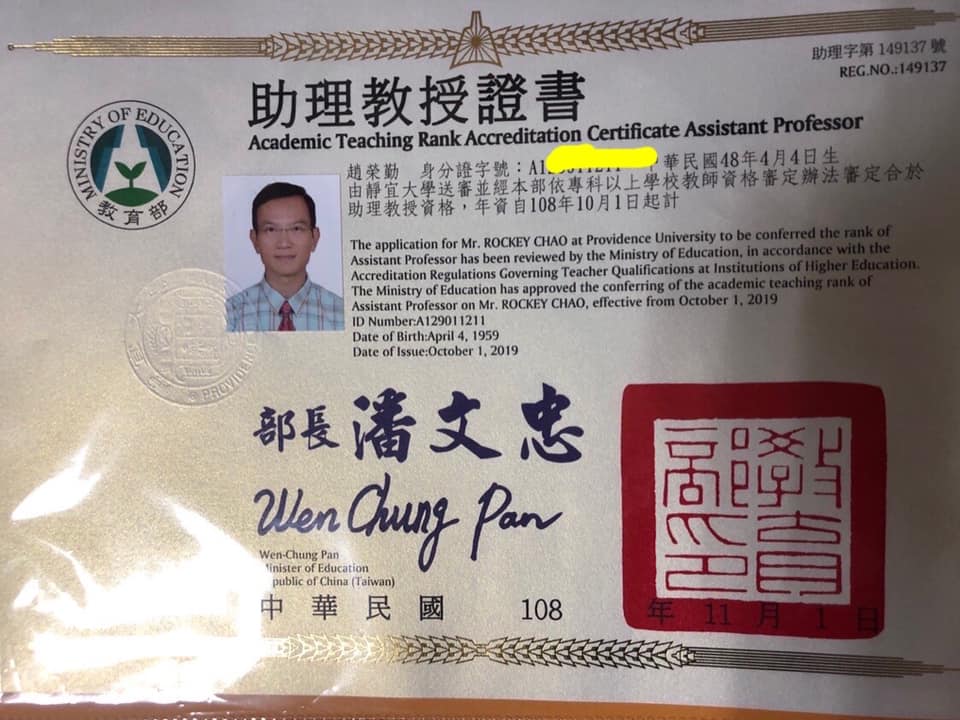 助理字第 149137 號
REG.NO.:149137
MINISTRY OF EDUCATION
教育部
助理教授證書
Academic Teaching Rank Accreditation Certificate Assistant Professor
趙榮勤 身分證字號： 華民國48年4月4日生
由靜宜大學送審並經本部依專科以上學校教師資格審定辦法審定合於
助理教授資格，年資自108年10月1日起計
The application for Mr. ROCKEY CHAO at Providence University to be conferred the rank of
Assistant Professor has been reviewed by the Ministry of Education, in accordance with the
Accreditation Regulations Governing Teacher Qualifications at Institutions of Higher Education.
The Ministry of Education has approved the conferring of the academic teaching rank of
Assistant Professor on Mr. ROCKEY CHAO, effective from October 1, 2019
ID Number:A129011211
Date of Birth:April 4, 1959
Date of Issue:October 1, 2019
部長 潘文忠
Wen Chung Pan
Wen-Chung Pan
Minister of Education
Republic of China (Taiwan)
教育部印
中華民國 108 年 11 月 1 日